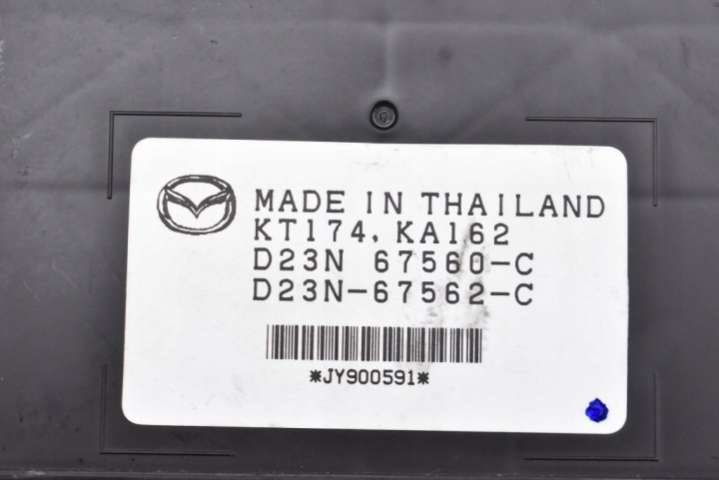 MADE IN THAILAND
KT174, KA162
D23N 67560-C
D23N-67562-C
*JY900591*